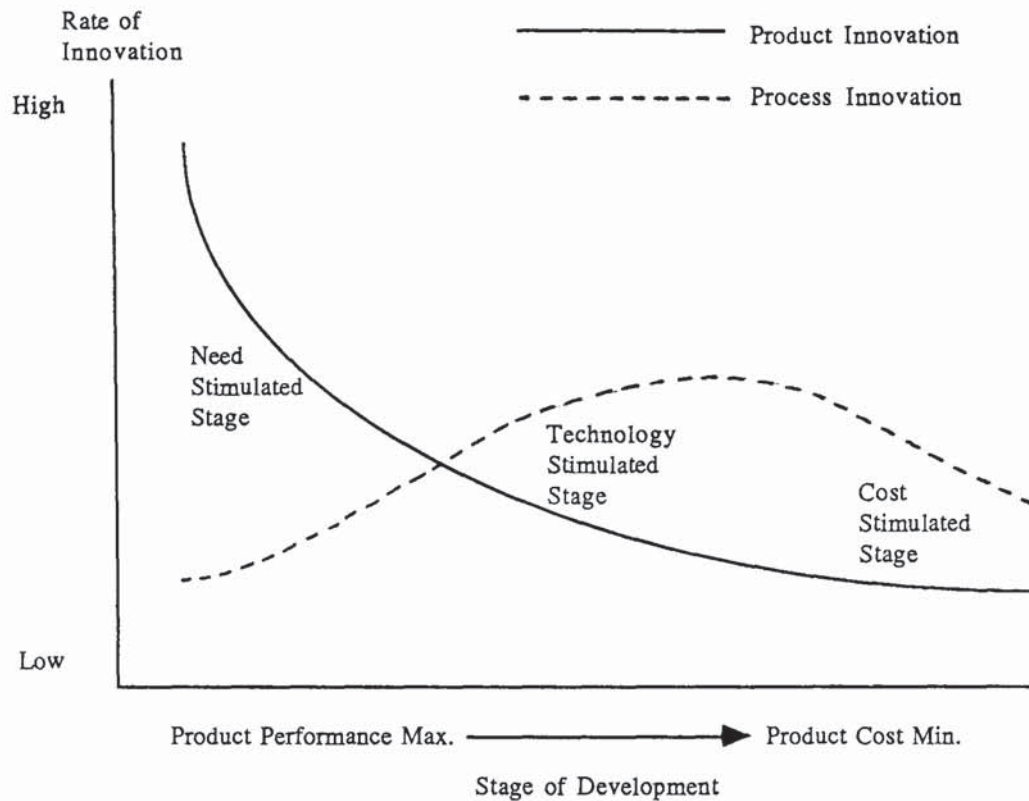 Rate of
Innovation
Product Innovation
Process Innovation
High
Need
Stimulated
Stage
Technology
Stimulated
Stage
Cost
Stimulated
Stage
Low
Product Performance Max.
Product Cost Min.
Stage of Development